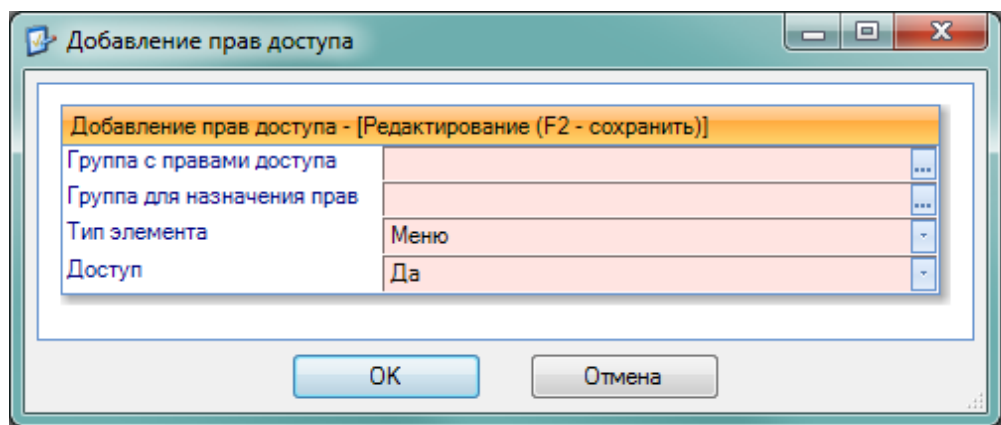 Добавление прав доступа
Добавление прав доступа - [Редактирование (F2 - сохранить)]
Группа с правами доступа ...
Группа для назначения прав ...
Тип элемента Меню
Доступ Да
OK Отмена